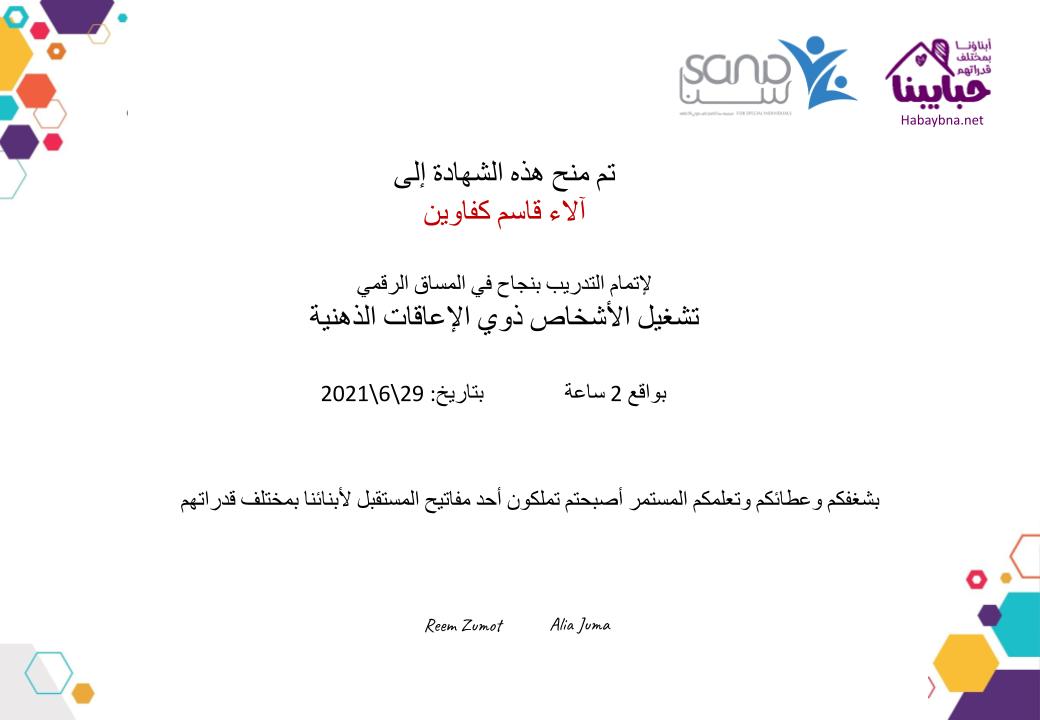 sana
سنا
FOR SPECIAL INDIVIDUALS
أبناؤنا
بمختلف
قدراتهم
حبايبنا
Habaybna.net
تم منح هذه الشهادة إلى
آلاء قاسم كفاوين
لإتمام التدريب بنجاح في المساق الرقمي
تشغيل الأشخاص ذوي الإعاقات الذهنية
بواقع 2 ساعة بتاريخ: 29\6\2021
بشغفكم وعطائكم وتعلمكم المستمر أصبحتم تملكون أحد مفاتيح المستقبل لأبنائنا بمختلف قدراتهم
Reem Zumot Alia Juma